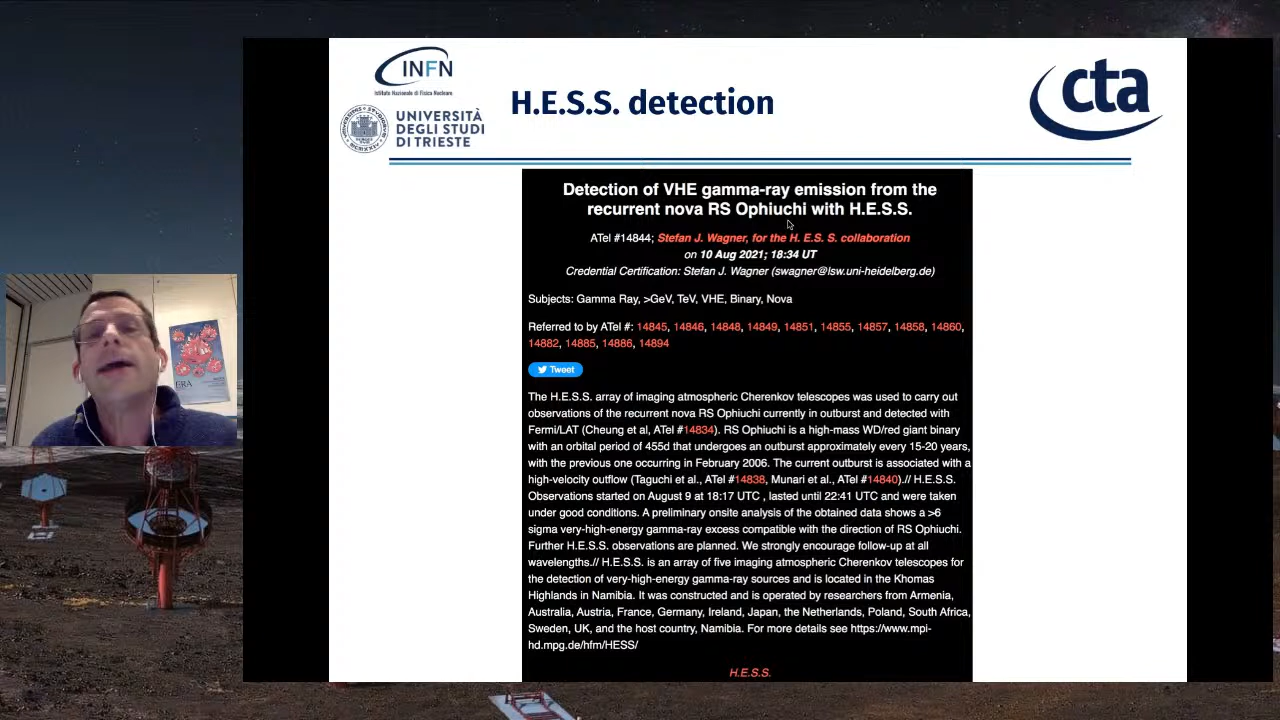 INFN
Istituto Nazionale di Fisica Nucleare
UNIVERSITÀ
DEGLI STUDI
DI TRIESTE
H.E.S.S. detection
cta
Detection of VHE gamma-ray emission from the
recurrent nova RS Ophiuchi with H.E.S.S.
ATel #14844; Stefan J. Wagner, for the H. E. S. S. collaboration
on 10 Aug 2021; 18:34 UT
Credential Certification: Stefan J. Wagner (swagner@lsw.uni-heidelberg.de)
Subjects: Gamma Ray, >GeV, TeV, VHE, Binary, Nova
Referred to by ATel #: 14845, 14846, 14848, 14849, 14851, 14855, 14857, 14858, 14860,
14882, 14885, 14886, 14894
Tweet
The H.E.S.S. array of imaging atmospheric Cherenkov telescopes was used to carry out
observations of the recurrent nova RS Ophiuchi currently in outburst and detected with
Fermi/LAT (Cheung et al, ATel #14834). RS Ophiuchi is a high-mass WD/red giant binary
with an orbital period of 455d that undergoes an outburst approximately every 15-20 years,
with the previous one occurring in February 2006. The current outburst is associated with a
high-velocity outflow (Taguchi et al., ATel #14838, Munari et al., ATel #14840).// H.E.S.S.
Observations started on August 9 at 18:17 UTC , lasted until 22:41 UTC and were taken
under good conditions. A preliminary onsite analysis of the obtained data shows a >6
sigma very-high-energy gamma-ray excess compatible with the direction of RS Ophiuchi.
Further H.E.S.S. observations are planned. We strongly encourage follow-up at all
wavelengths.// H.E.S.S. is an array of five imaging atmospheric Cherenkov telescopes for
the detection of very-high-energy gamma-ray sources and is located in the Khomas
Highlands in Namibia. It was constructed and is operated by researchers from Armenia,
Australia, Austria, France, Germany, Ireland, Japan, the Netherlands, Poland, South Africa,
Sweden, UK, and the host country, Namibia. For more details see https://www.mpi-
hd.mpg.de/hfm/HESS/
H.E.S.S.
ERA